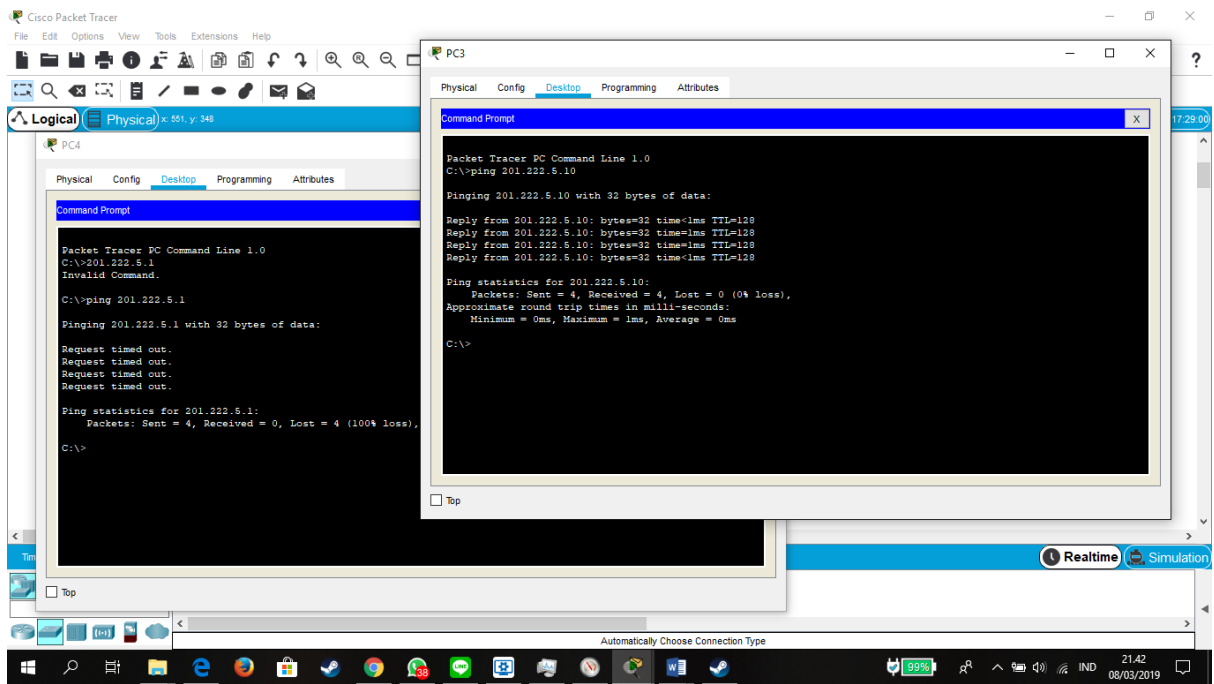 Cisco Packet Tracer
File Edit Options View Tools Extensions Help
?
Logical Physical x: 551, y: 348
17:29:00
PC4
Physical Config Desktop Programming Attributes
Command Prompt
Packet Tracer PC Command Line 1.0
C:\>201.222.5.1
Invalid Command.
C:\>ping 201.222.5.1
Pinging 201.222.5.1 with 32 bytes of data:
Request timed out.
Request timed out.
Request timed out.
Request timed out.
Ping statistics for 201.222.5.1:
Packets: Sent = 4, Received = 0, Lost = 4 (100% loss),
C:\>
Top
PC3
Physical Config Desktop Programming Attributes
Command Prompt
X
Packet Tracer PC Command Line 1.0
C:\>ping 201.222.5.10
Pinging 201.222.5.10 with 32 bytes of data:
Reply from 201.222.5.10: bytes=32 time<1ms TTL=128
Reply from 201.222.5.10: bytes=32 time=1ms TTL=128
Reply from 201.222.5.10: bytes=32 time=1ms TTL=128
Reply from 201.222.5.10: bytes=32 time<1ms TTL=128
Ping statistics for 201.222.5.10:
Packets: Sent = 4, Received = 4, Lost = 0 (0% loss),
Approximate round trip times in milli-seconds:
Minimum = 0ms, Maximum = 1ms, Average = 0ms
C:\>
Top
Tim
Realtime Simulation
Automatically Choose Connection Type
38
LINE
99%
IND
21.42
08/03/2019